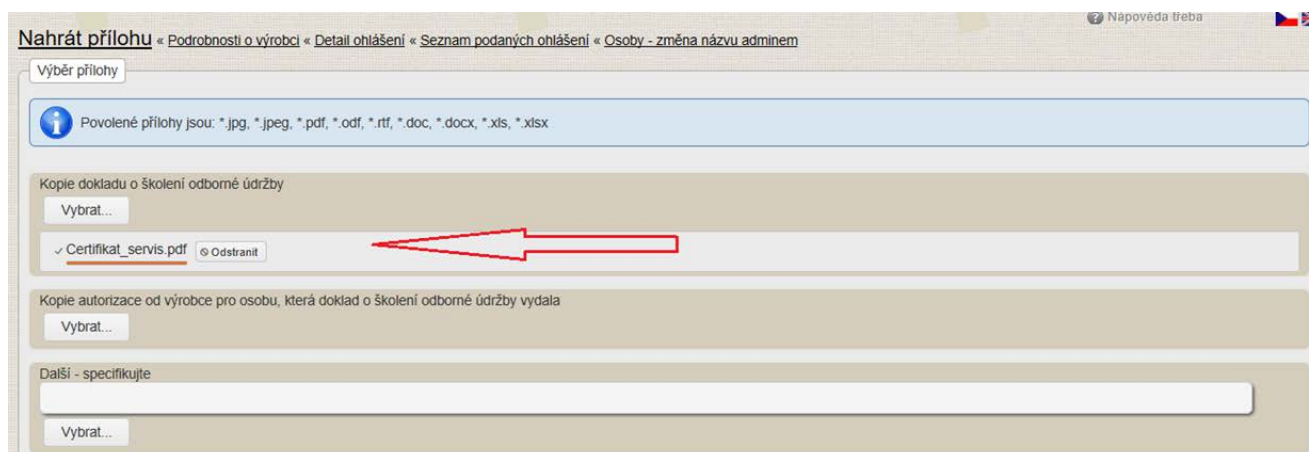 Nápověda třeba
Nahrát přílohu « Podrobnosti o výrobci « Detail ohlášení « Seznam podaných ohlášení « Osoby - změna názvu adminem
Výběr přílohy
Povolené přílohy jsou: *.jpg, *.jpeg, *.pdf, *.odf, *.rtf, *.doc, *.docx, *.xls, *.xlsx
Kopie dokladu o školení odborné údržby
Vybrat...
Certifikat_servis.pdf Odstranit
Kopie autorizace od výrobce pro osobu, která doklad o školení odborné údržby vydala
Vybrat...
Další - specifikujte
Vybrat...